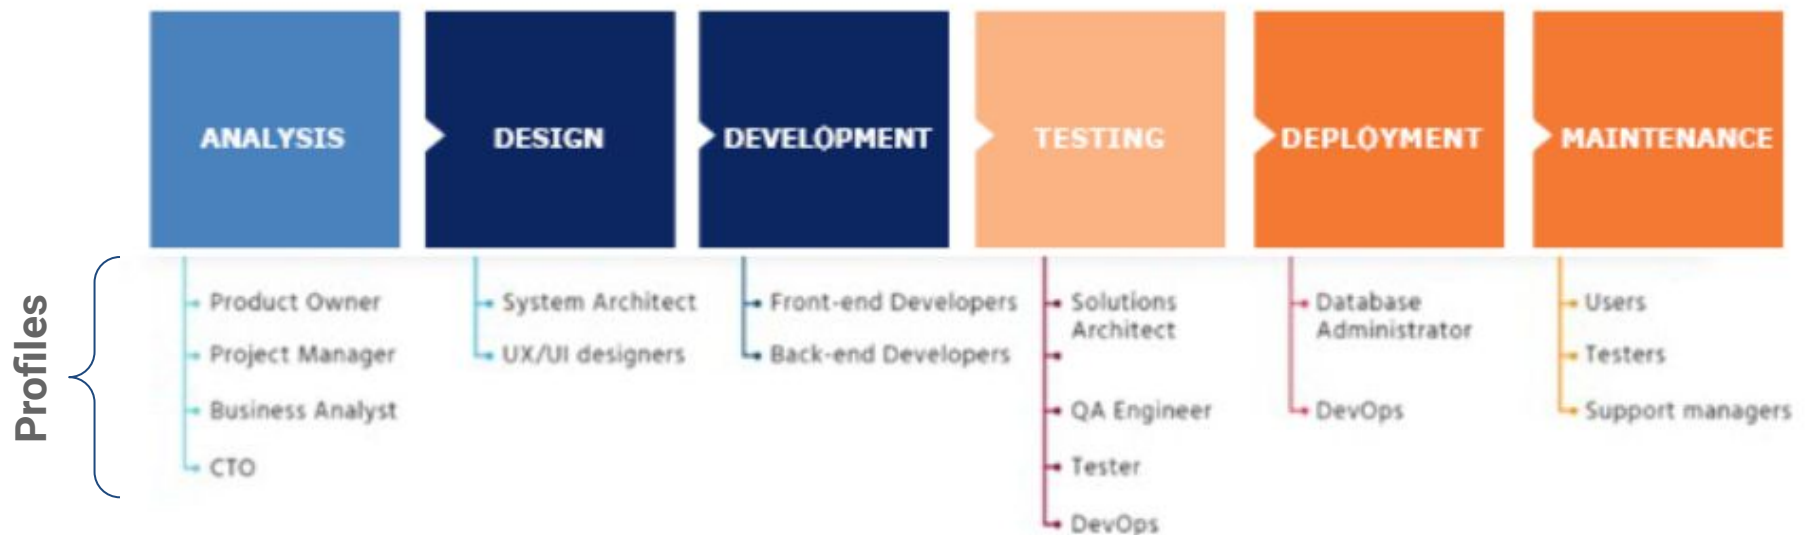 ANALYSIS
DESIGN
DEVELOPMENT
TESTING
DEPLOYMENT
MAINTENANCE
Profiles
Product Owner
Project Manager
Business Analyst
CTO
System Architect
UX/UI designers
Front-end Developers
Back-end Developers
Solutions
Architect
QA Engineer
Tester
DevOps
Database
Administrator
DevOps
Users
Testers
Support managers